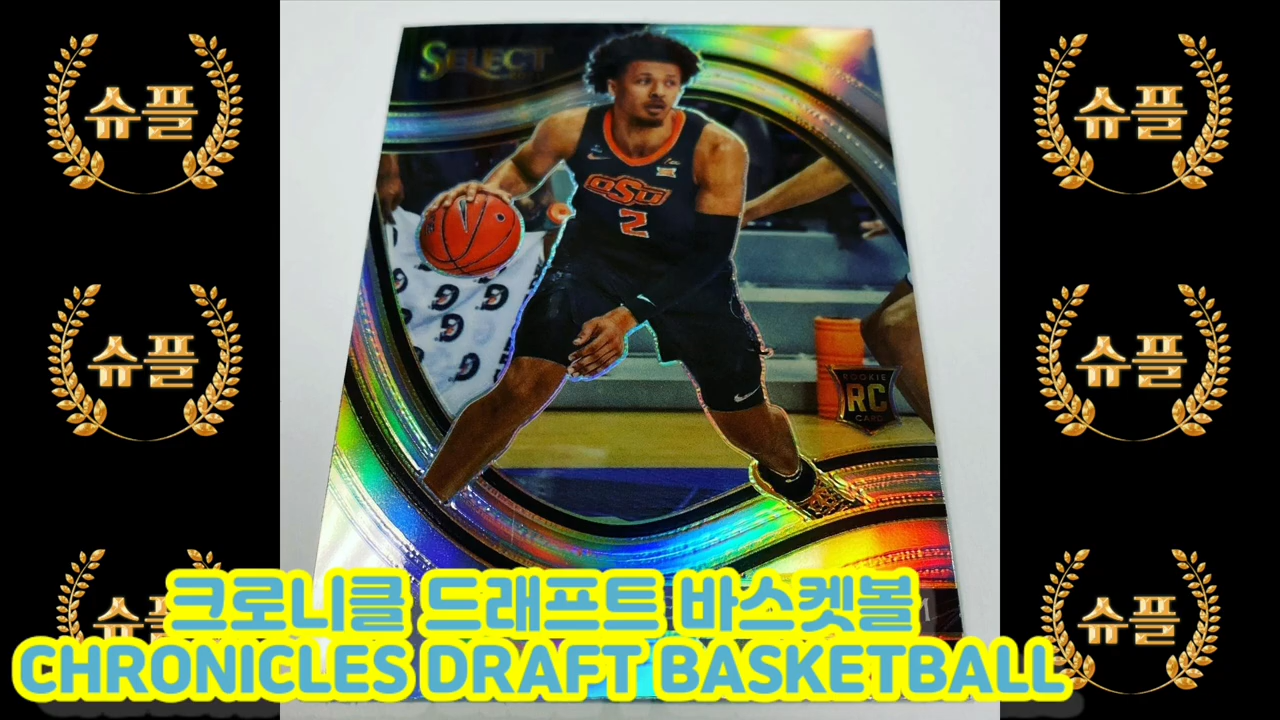 슈플
슈플
SELECT
OSU
2
슈플
슈플
ROOKIE
RC
CARD
슈플
슈플
크로니클 드래프트 바스켓볼
CHRONICLES DRAFT BASKETBALL